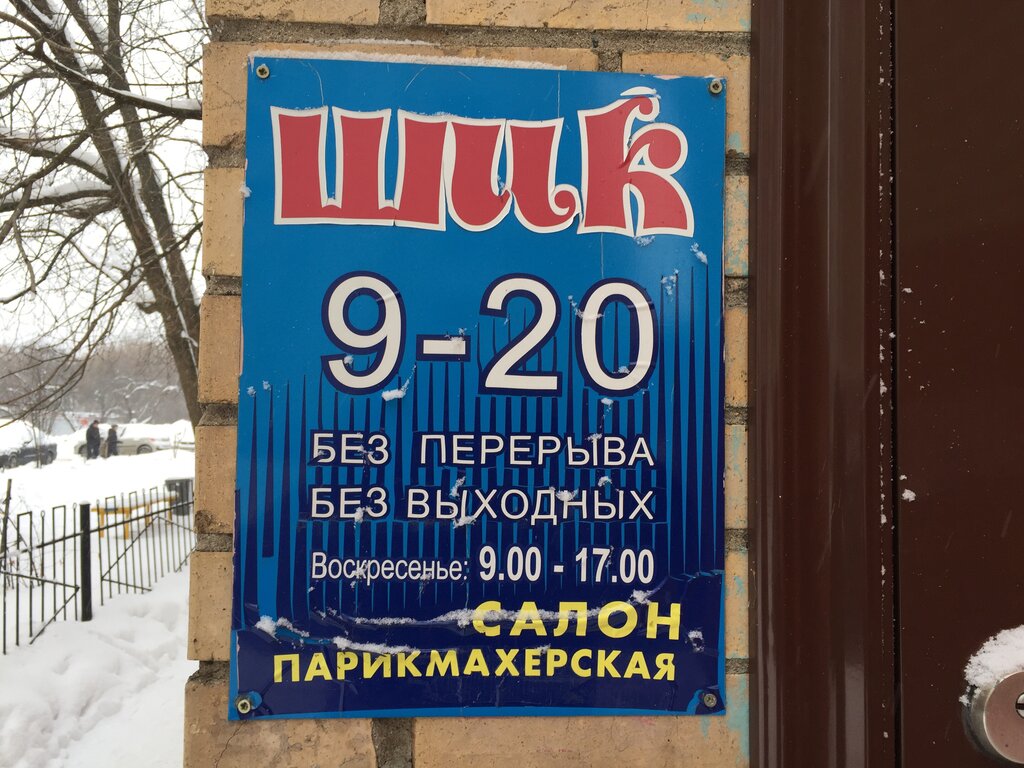 шик
9-20
БЕЗ ПЕРЕРЫВА
БЕЗ ВЫХОДНЫХ
Воскресенье: 9.00 - 17.00
САЛОН
ПАРИКМАХЕРСКАЯ